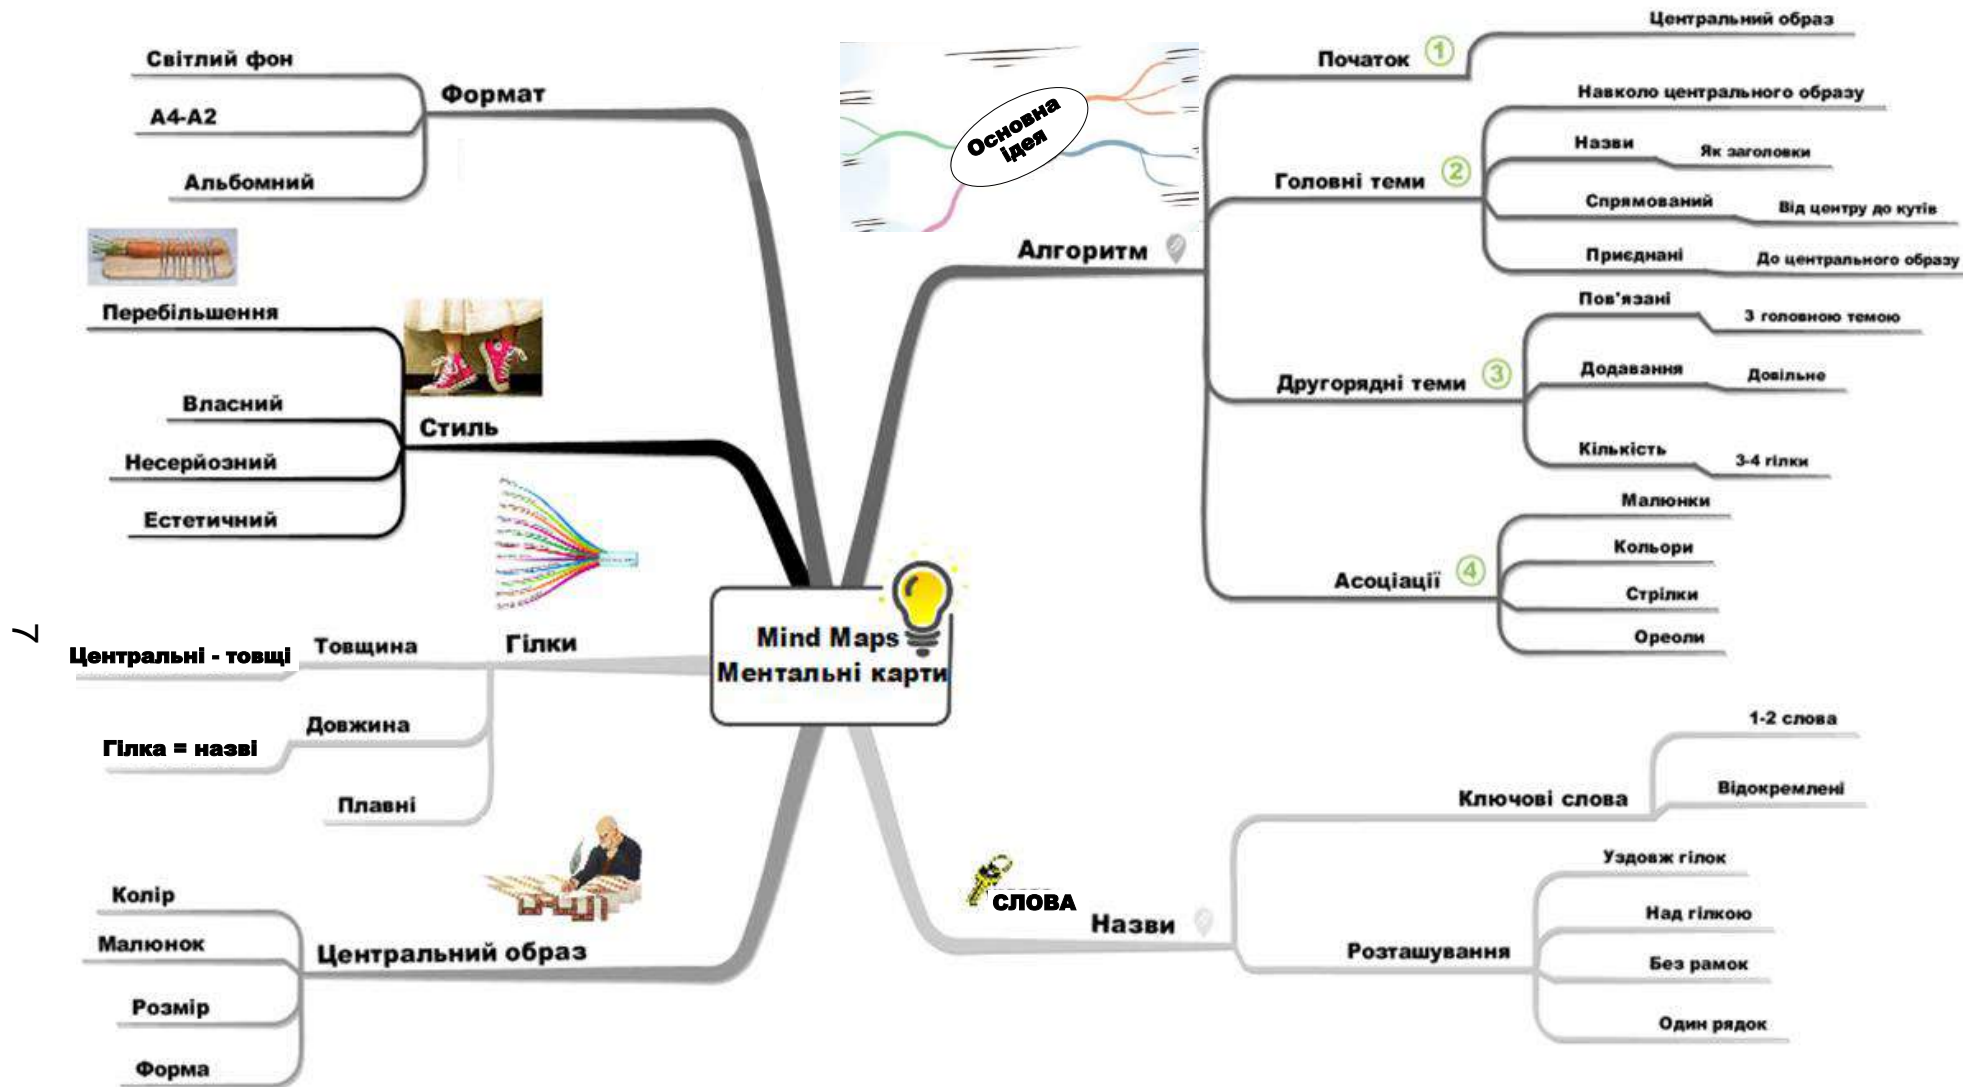 Світлий фон
А4-А2
Альбомний
Формат
Перебільшення
Власний
Несерйозний
Естетичний
Стиль
Центральні - товщі
Товщина
Гілки
Гілка = назві
Довжина
Плавні
Колір
Малюнок
Розмір
Форма
Центральний образ
7
Mind Maps
Ментальні карти
Основна
ідея
Алгоритм
Початок 1
Центральний образ
Головні теми 2
Навколо центрального образу
Назви
Як заголовки
Спрямований
Від центру до кутів
Приєднані
До центрального образу
Другорядні теми 3
Пов'язані
З головною темою
Додавання
Довільне
Кількість
3-4 гілки
Асоціації 4
Малюнки
Кольори
Стрілки
Ореоли
СЛОВА
Назви
Ключові слова
1-2 слова
Відокремлені
Розташування
Уздовж гілок
Над гілкою
Без рамок
Один рядок